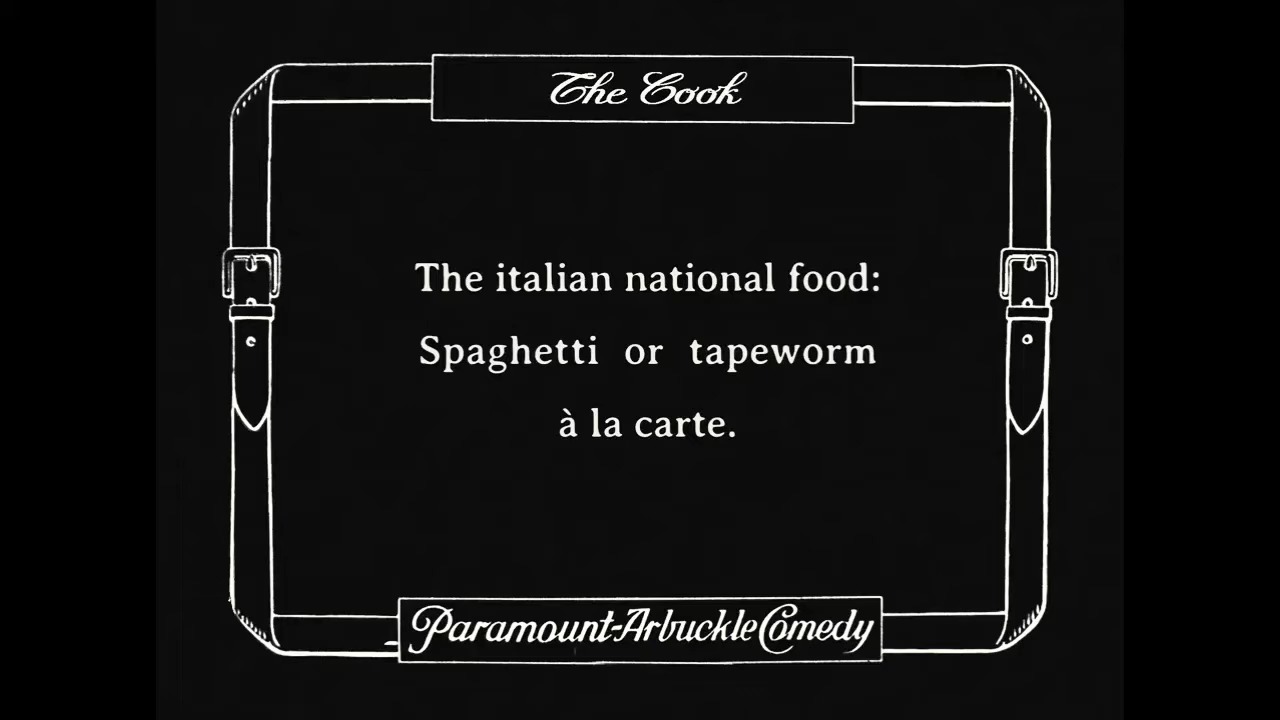 The Cook
The italian national food:
Spaghetti or tapeworm
à la carte.
Paramount-Arbuckle Comedy